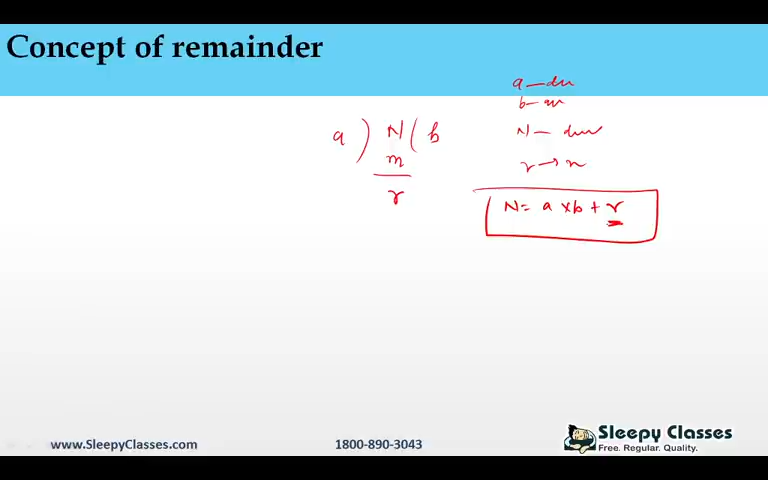 Concept of remainder
a —
b —
a ) N ( b
m
r
N —
r →
N = a × b + r
www.SleepyClasses.com
1800-890-3043
Sleepy Classes
Free. Regular. Quality.